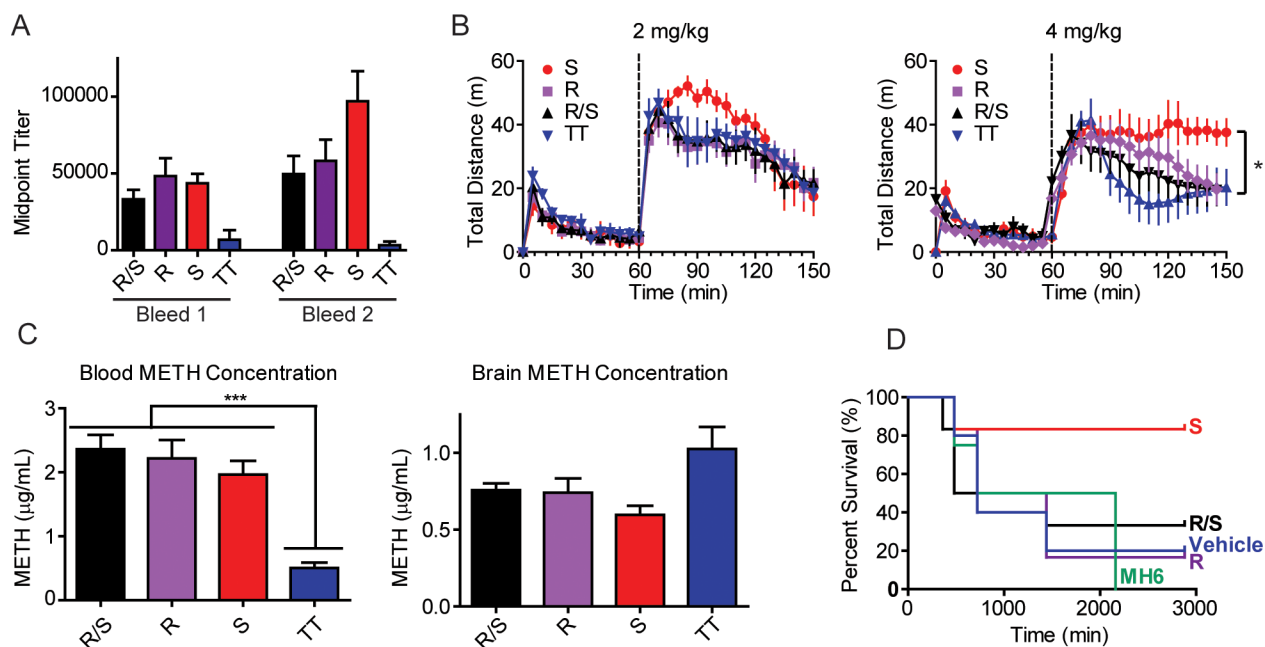 A
Midpoint Titer
100000
50000
0
R/S R S TT R/S R S TT
Bleed 1 Bleed 2
B
2 mg/kg
Total Distance (m)
60
40
20
0
S
R
R/S
TT
0 30 60 90 120 150
Time (min)
4 mg/kg
Total Distance (m)
60
40
20
0
S
R
R/S
TT
*
0 30 60 90 120 150
Time (min)
C
Blood METH Concentration
METH (μg/mL)
3
2
1
0
***
R/S R S TT
Brain METH Concentration
METH (μg/mL)
1.0
0.5
0.0
R/S R S TT
D
Percent Survival (%)
100
80
60
40
20
0
S
R/S
Vehicle
R
MH6
0 1000 2000 3000
Time (min)